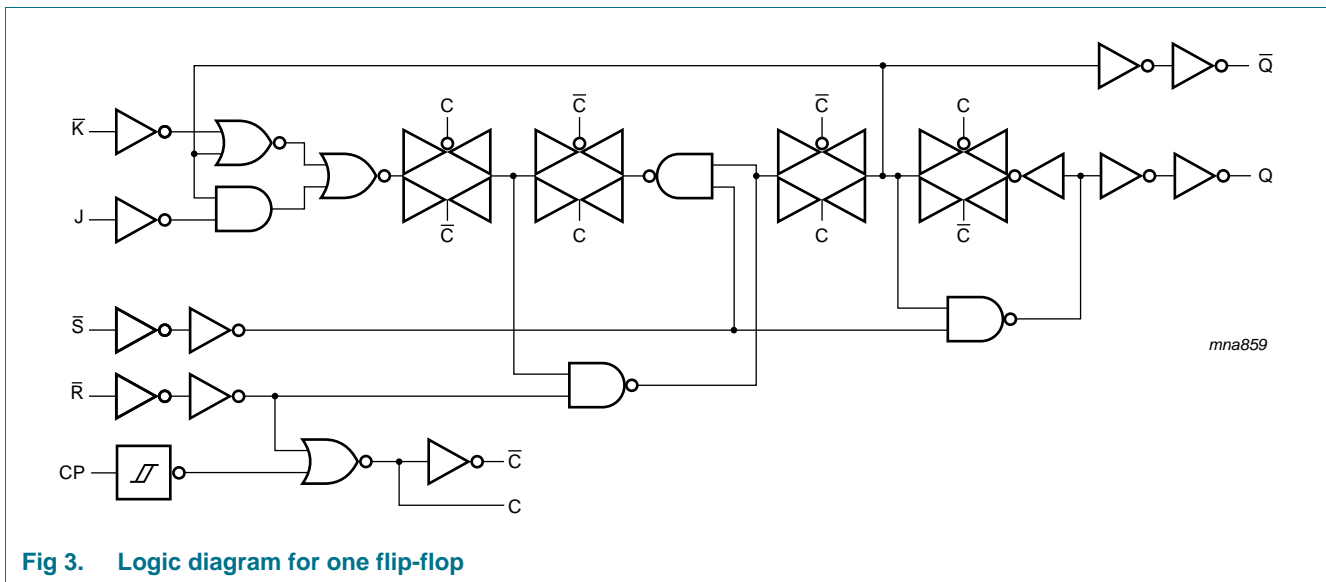 Q̅
K̅
C
C̅
C̅
C
Q
J
C̅
C
C
C̅
S̅
mna859
R̅
CP
C̅
C
Fig 3. Logic diagram for one flip-flop